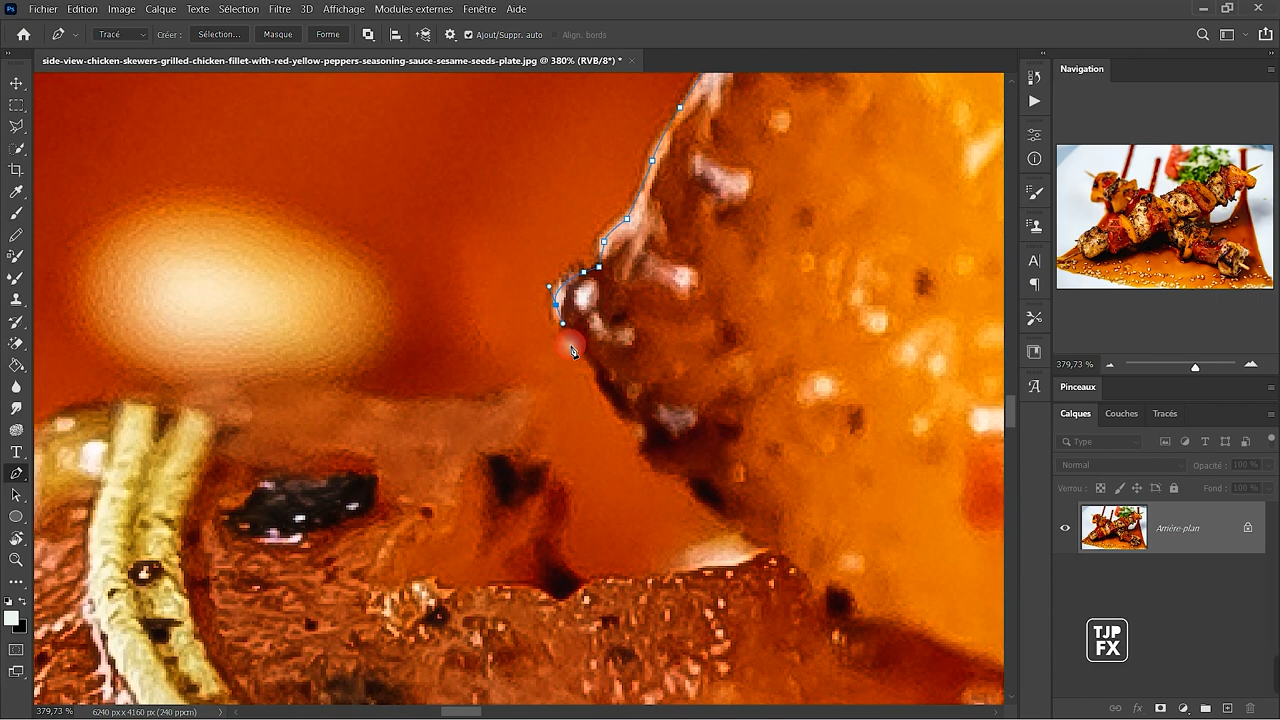 Ps Fichier Edition Image Calque Texte Sélection Filtre 3D Affichage Modules externes Fenêtre Aide
Tracé Créer : Sélection... Masque Forme Ajout/Suppr. auto Align. bords
side-view-chicken-skewers-grilled-chicken-fillet-with-red-yellow-peppers-seasoning-sauce-sesame-seeds-plate.jpg @ 380% (RVB/8*) *
Navigation
379,73 %
Pinceaux
Calques Couches Tracés
Type
Normal Opacité : 100 %
Verrou : Fond : 100 %
Arrière-plan
TJP
FX
379,73 % 6240 px x 4160 px (240 ppcm)